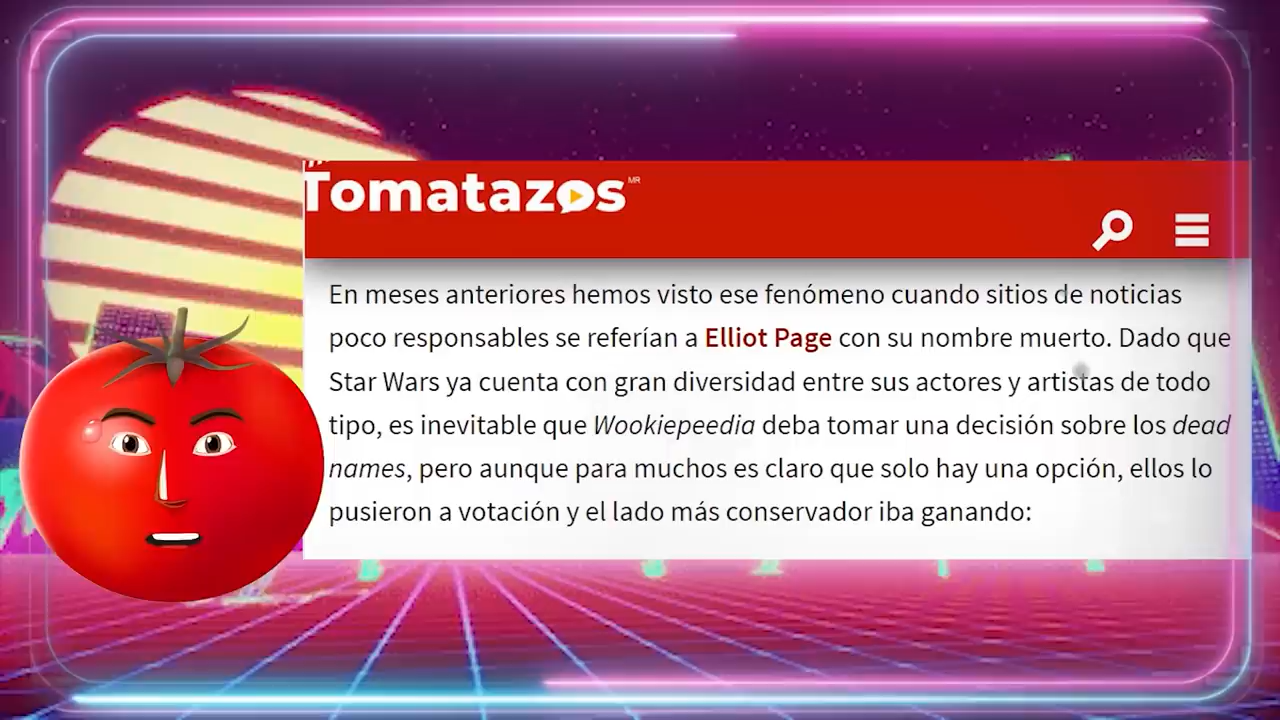 Tomatazos MR
En meses anteriores hemos visto ese fenómeno cuando sitios de noticias
poco responsables se referían a Elliot Page con su nombre muerto. Dado que
Star Wars ya cuenta con gran diversidad entre sus actores y artistas de todo
tipo, es inevitable que Wookiepeedia deba tomar una decisión sobre los dead
names, pero aunque para muchos es claro que solo hay una opción, ellos lo
pusieron a votación y el lado más conservador iba ganando: